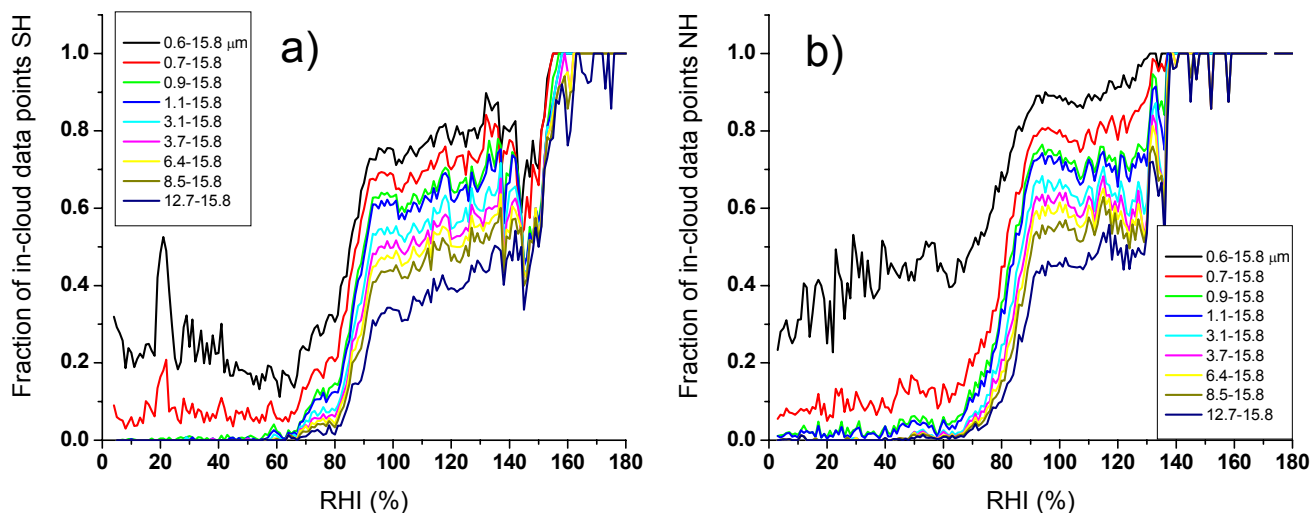 a)
Fraction of in-cloud data points SH
1.0
0.8
0.6
0.4
0.2
0.0
0.6-15.8 μm
0.7-15.8
0.9-15.8
1.1-15.8
3.1-15.8
3.7-15.8
6.4-15.8
8.5-15.8
12.7-15.8
0 20 40 60 80 100 120 140 160 180
RHI (%)
b)
Fraction of in-cloud data points NH
1.0
0.8
0.6
0.4
0.2
0.0
0.6-15.8 μm
0.7-15.8
0.9-15.8
1.1-15.8
3.1-15.8
3.7-15.8
6.4-15.8
8.5-15.8
12.7-15.8
0 20 40 60 80 100 120 140 160 180
RHI (%)